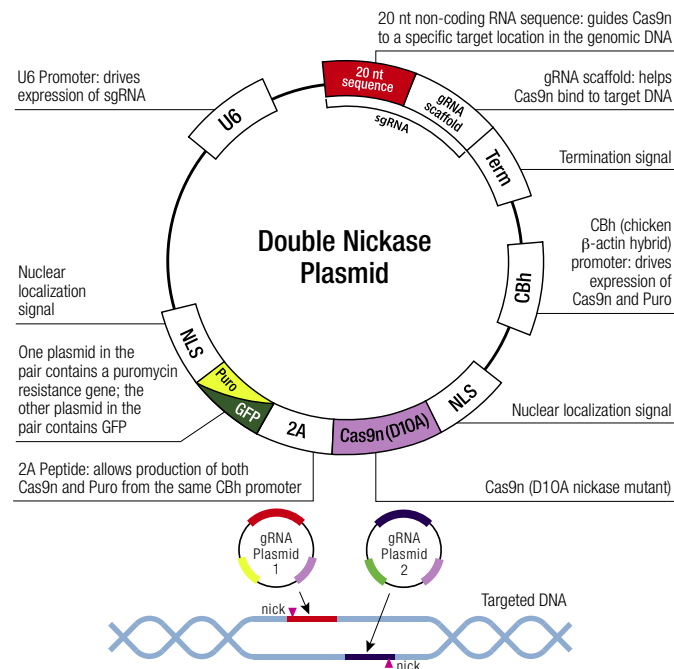 20 nt non-coding RNA sequence: guides Cas9n
to a specific target location in the genomic DNA
U6 Promoter: drives
expression of sgRNA
gRNA scaffold: helps
Cas9n bind to target DNA
20 nt
sequence
gRNA
scaffold
sgRNA
U6
Term
Termination signal
Double Nickase
Plasmid
CBh (chicken
β-actin hybrid)
promoter: drives
expression of
Cas9n and Puro
CBh
Nuclear
localization
signal
NLS
One plasmid in the
pair contains a puromycin
resistance gene; the
other plasmid in the
pair contains GFP
Puro
GFP
2A
Cas9n (D10A)
NLS
Nuclear localization signal
2A Peptide: allows production of both
Cas9n and Puro from the same CBh promoter
Cas9n (D10A nickase mutant)
gRNA
Plasmid
1
gRNA
Plasmid
2
nick
Targeted DNA
nick